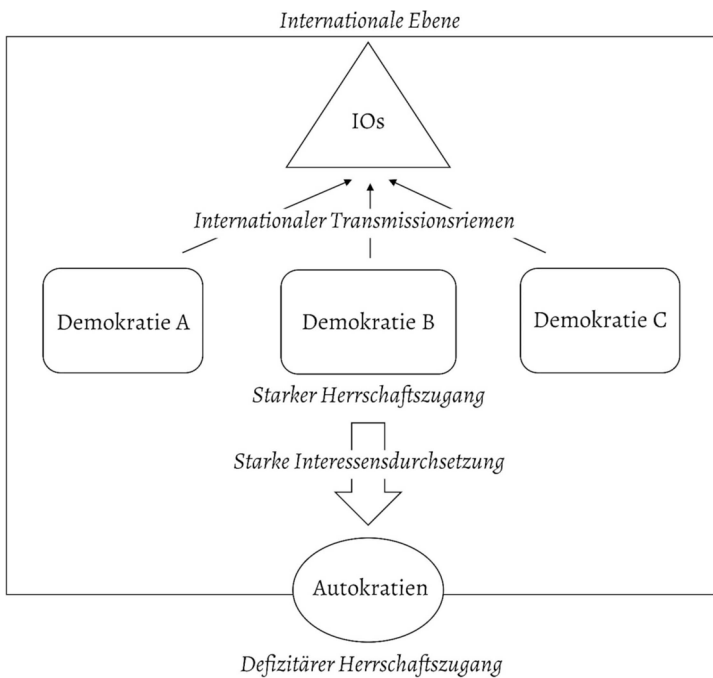 Internationale Ebene
IOs
Internationaler Transmissionsriemen
Demokratie A
Demokratie B
Demokratie C
Starker Herrschaftszugang
Starke Interessensdurchsetzung
Autokratien
Defizitärer Herrschaftszugang